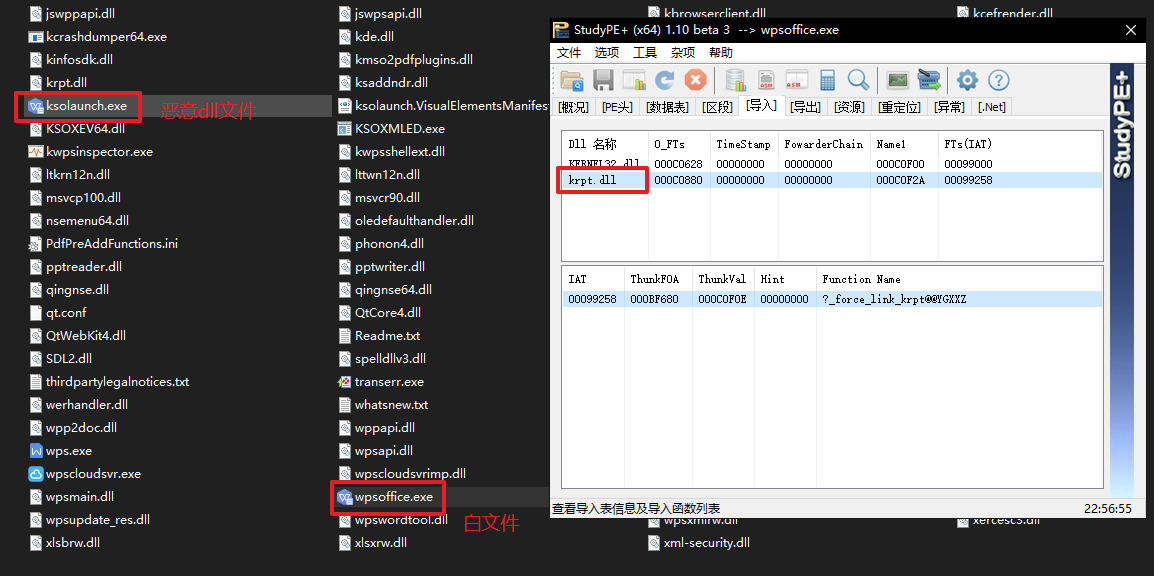 jswppapi.dll
kcrashdumper64.exe
kinfosdk.dll
krpt.dll
ksolaunch.exe
恶意dll文件
KSOXEV64.dll
kwpsinspector.exe
ltkrn12n.dll
msvcp100.dll
nsemenu64.dll
PdfPreAddFunctions.ini
pptreader.dll
qingnse.dll
qt.conf
QtWebKit4.dll
SDL2.dll
thirdpartylegalnotices.txt
werhandler.dll
wpp2doc.dll
wps.exe
wpscloudsvr.exe
wpsmain.dll
wpsupdate_res.dll
xlsbrw.dll
jswpsapi.dll
kde.dll
kmso2pdfplugins.dll
ksaddndr.dll
ksolaunch.VisualElementsManifest
KSOXMLED.exe
kwpsshellext.dll
lttwn12n.dll
msvcr90.dll
oledefaulthandler.dll
phonon4.dll
pptwriter.dll
qingnse64.dll
QtCore4.dll
Readme.txt
spelldllv3.dll
transerr.exe
whatsnew.txt
wppapi.dll
wpsapi.dll
wpscloudsvrimp.dll
wpsoffice.exe
白文件
wpswordtool.dll
xlsxrw.dll
kbrowserclient.dll
kcefrender.dll
StudyPE+ (x64) 1.10 beta 3 --> wpsoffice.exe
文件 选项 工具 杂项 帮助
[概况] [PE头] [数据表] [区段] [导入] [导出] [资源] [重定位] [异常] [.Net]
Dll 名称 O_FTs TimeStamp FowarderChain Name1 FTs(IAT)
KERNEL32.dll 000C0628 00000000 00000000 000C0F00 00099000
krpt.dll 000C0880 00000000 00000000 000C0F2A 00099258
IAT ThunkFOA ThunkVal Hint Function Name
00099258 000BF680 000C0F0E 00000000 ?_force_link_krpt@@YGXXZ
StudyPE+
查看导入表信息及导入函数列表 22:56:55
wpsxmlrw.dll
xercesc3.dll
xml-security.dll